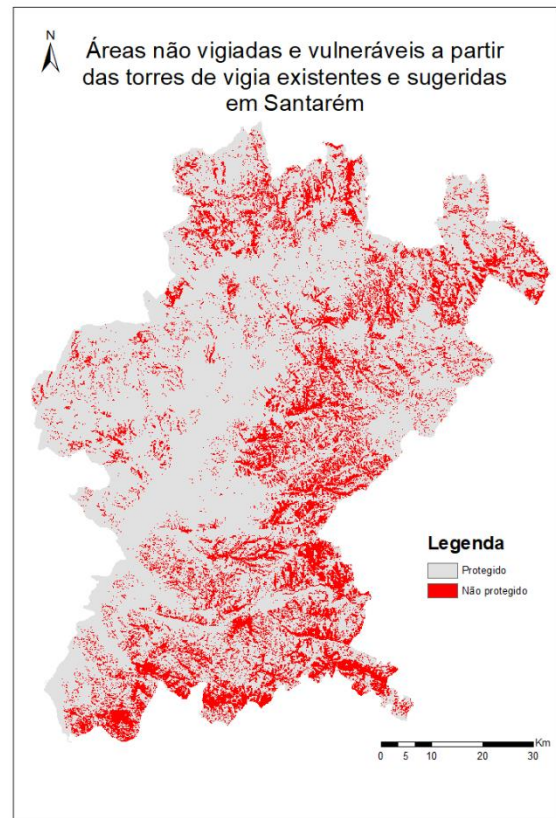 N
Áreas não vigiadas e vulneráveis a partir
das torres de vigia existentes e sugeridas
em Santarém
Legenda
Protegido
Não protegido
Km
0 5 10 20 30